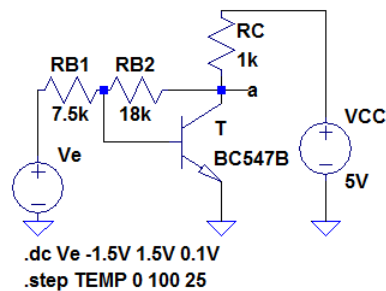 RC
1k
RB1
RB2
a
7.5k
18k
T
VCC
Ve
BC547B
5V
.dc Ve -1.5V 1.5V 0.1V
.step TEMP 0 100 25